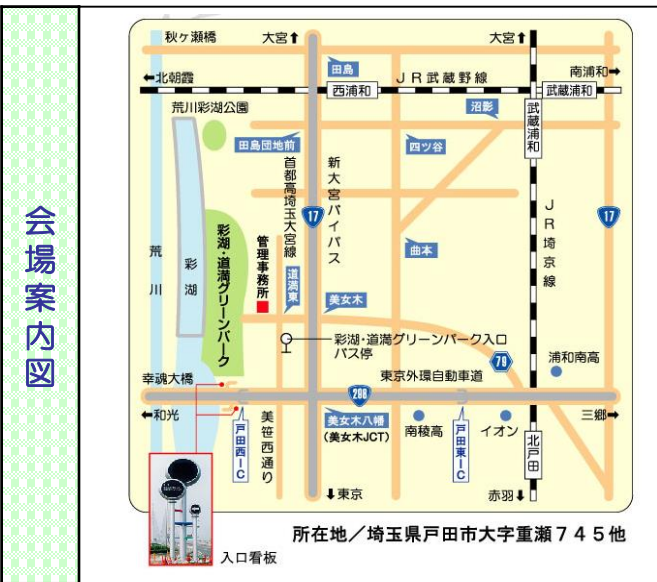 会場案内図
秋ヶ瀬橋
大宮↑
大宮↑
←北朝霞
田島
JR武蔵野線
南浦和→
西浦和
武蔵浦和
荒川彩湖公園
沼影
武蔵浦和
田島団地前
四ツ谷
首都高埼玉大宮線
新大宮バイパス
17
17
JR埼京線
荒川
彩湖
彩湖・道満グリーンパーク
管理事務所
道満東
曲本
美女木
彩湖・道満グリーンパーク入口
バス停
79
浦和南高
幸魂大橋
東京外環自動車道
298
←和光
三郷→
戸田西IC
美笹西通り
美女木八幡
(美女木JCT)
南稜高
戸田東IC
イオン
北戸田
↓東京
赤羽↓
所在地/埼玉県戸田市大字重瀬745他
入口看板